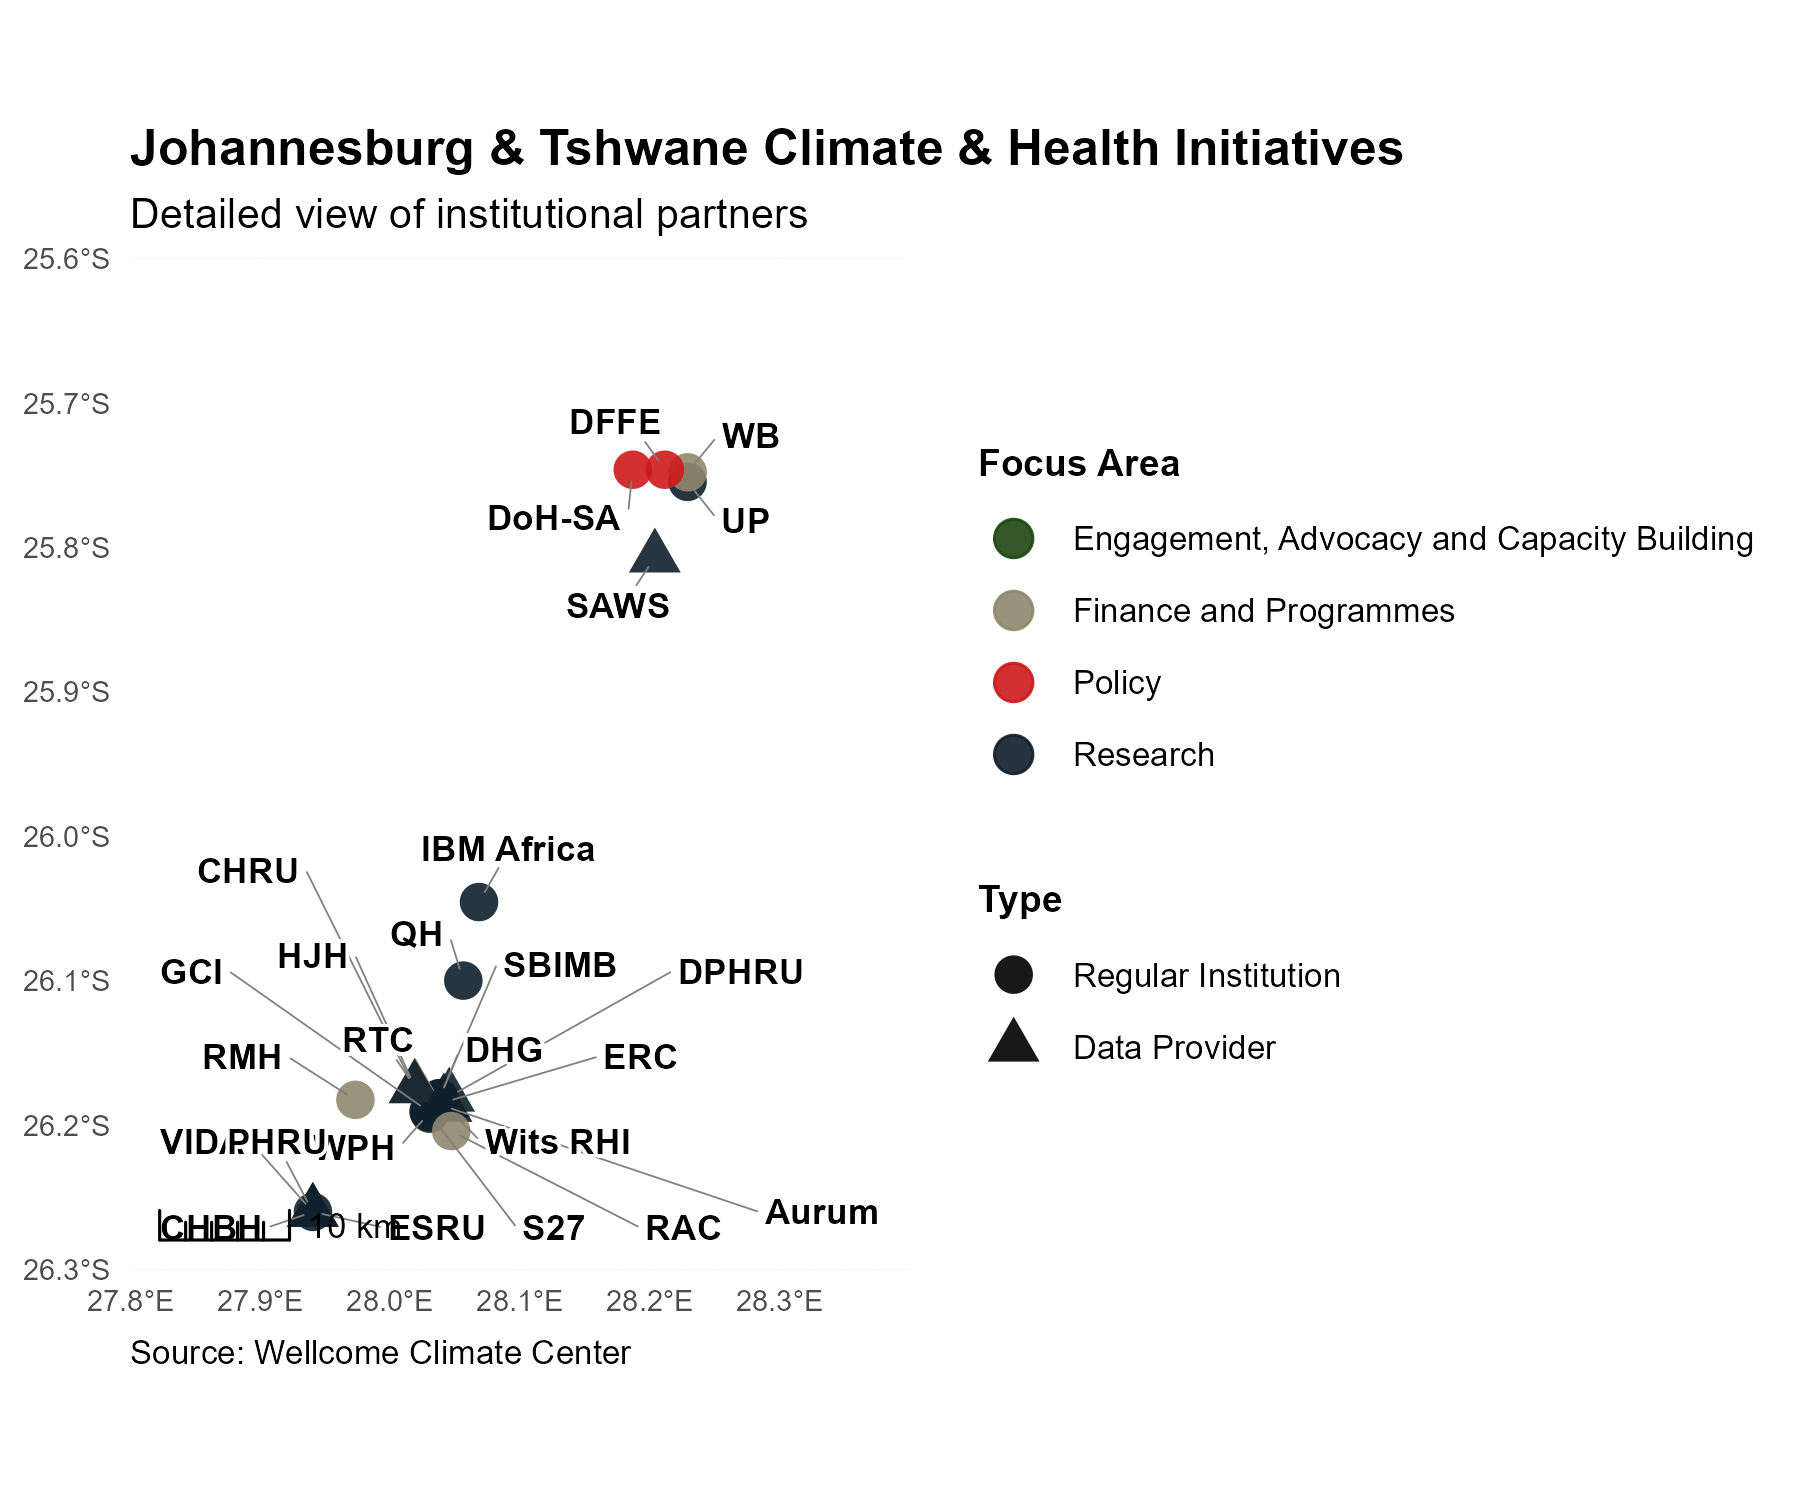 Johannesburg & Tshwane Climate & Health Initiatives
Detailed view of institutional partners
25.6°S
25.7°S
25.8°S
25.9°S
26.0°S
26.1°S
26.2°S
26.3°S
DFFE
WB
DoH-SA
UP
SAWS
IBM Africa
CHRU
QH
HJH
SBIMB
GCI
DPHRU
RTC
DHG
RMH
ERC
PHRU
WPH
Wits RHI
Aurum
CHBH
10 km
ESRU
S27
RAC
27.8°E
27.9°E
28.0°E
28.1°E
28.2°E
28.3°E
Source: Wellcome Climate Center
Focus Area
Engagement, Advocacy and Capacity Building
Finance and Programmes
Policy
Research
Type
Regular Institution
Data Provider